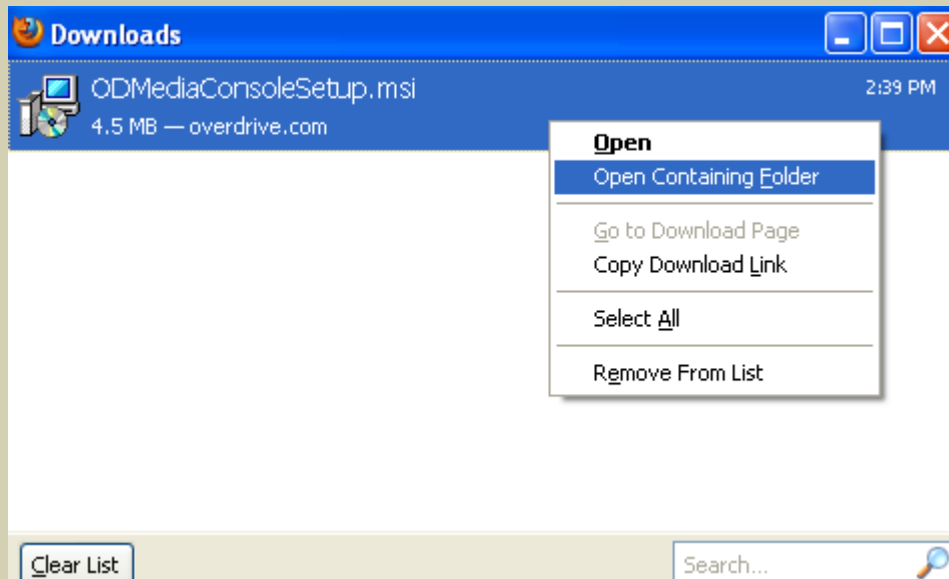 Downloads
ODMediaConsoleSetup.msi
2:39 PM
4.5 MB — overdrive.com
Open
Open Containing Folder
Go to Download Page
Copy Download Link
Select All
Remove From List
Clear List
Search...